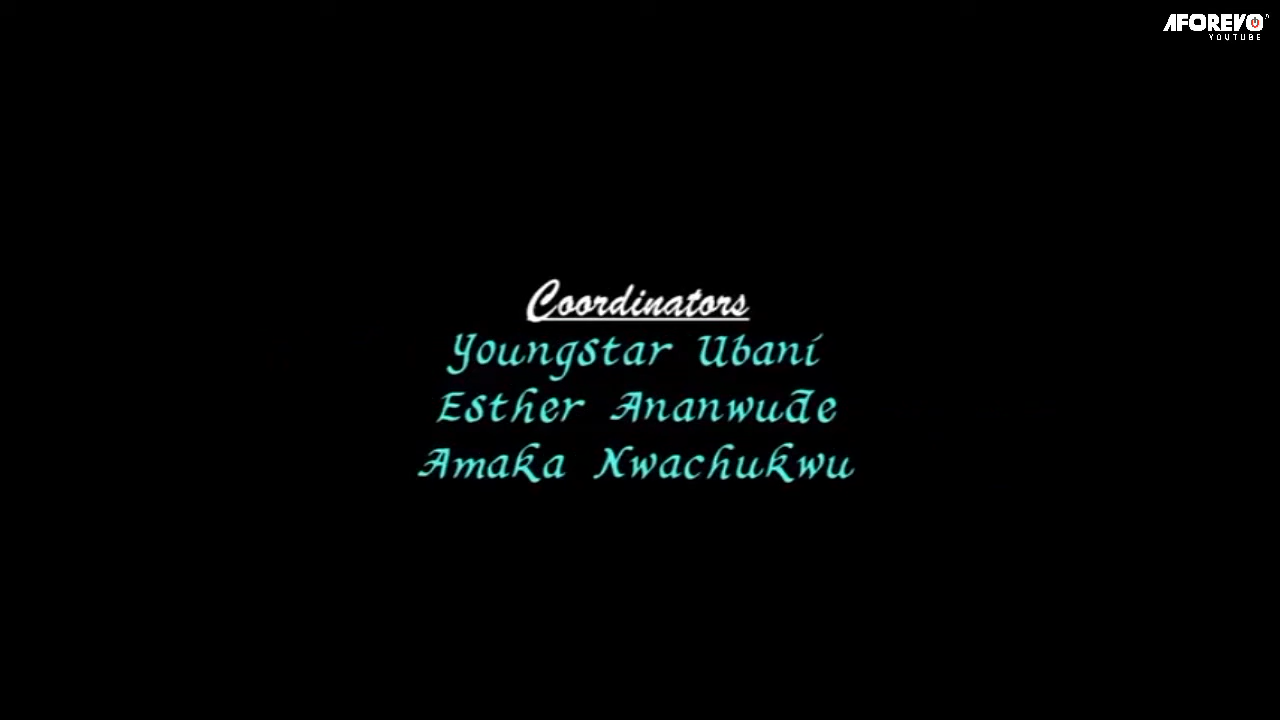 AFOREVO
YOUTUBE
Coordinators
Youngstar Ubani
Esther Ananwude
Amaka Nwachukwu